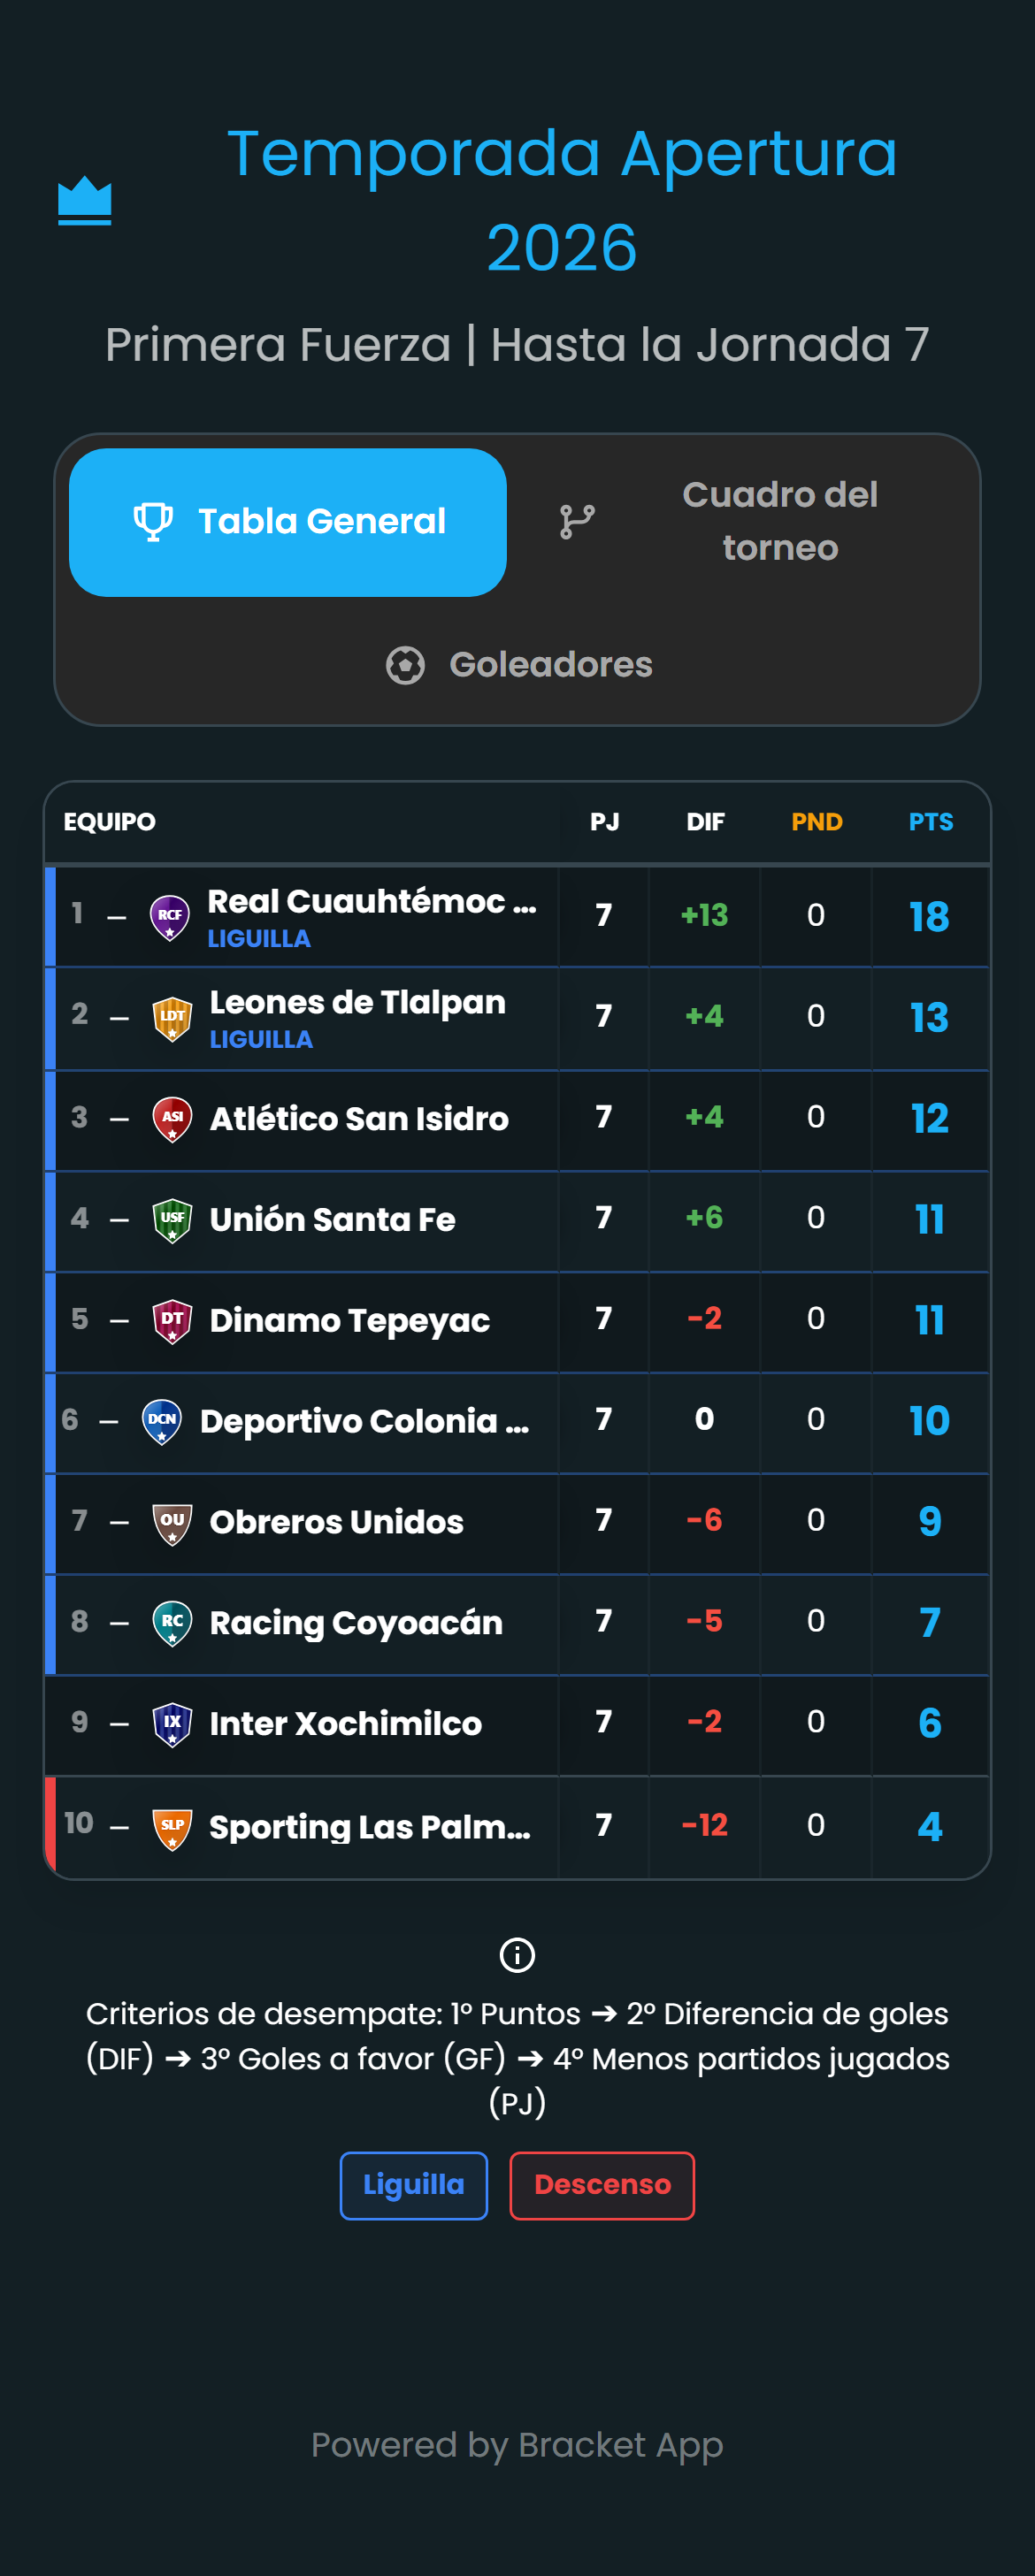 Temporada Apertura
2026
Primera Fuerza | Hasta la Jornada 7
Tabla General
Cuadro del
torneo
Goleadores
EQUIPO PJ DIF PND PTS
1 – RCF Real Cuauhtémoc ... 7 +13 0 18
LIGUILLA
2 – LDT Leones de Tlalpan 7 +4 0 13
LIGUILLA
3 – ASI Atlético San Isidro 7 +4 0 12
4 – USF Unión Santa Fe 7 +6 0 11
5 – DT Dinamo Tepeyac 7 -2 0 11
6 – DCN Deportivo Colonia ... 7 0 0 10
7 – OU Obreros Unidos 7 -6 0 9
8 – RC Racing Coyoacán 7 -5 0 7
9 – IX Inter Xochimilco 7 -2 0 6
10 – SLP Sporting Las Palm... 7 -12 0 4
Criterios de desempate: 1º Puntos ➔ 2º Diferencia de goles
(DIF) ➔ 3º Goles a favor (GF) ➔ 4º Menos partidos jugados
(PJ)
Liguilla
Descenso
Powered by Bracket App